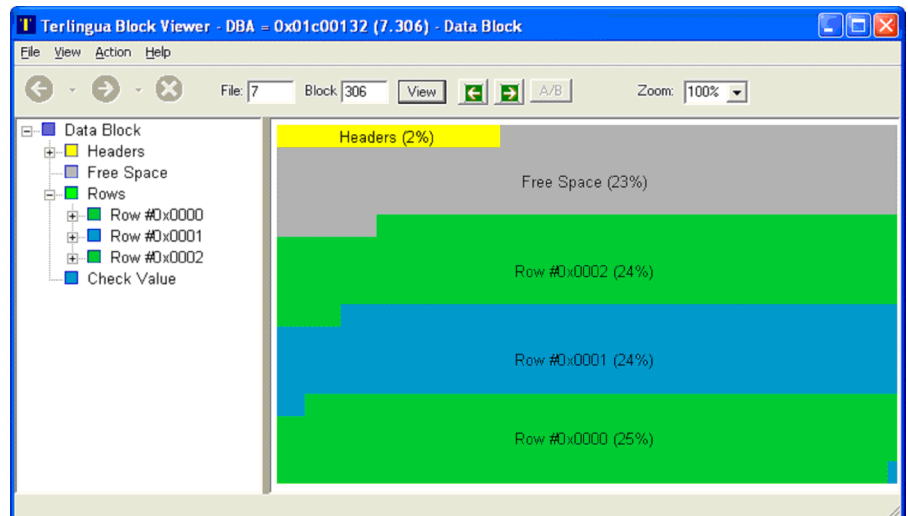 Terlingua Block Viewer - DBA = 0x01c00132 (7.306) - Data Block
File View Action Help
File: 7 Block 306 View A/B Zoom: 100%
Data Block
Headers
Free Space
Rows
Row #0x0000
Row #0x0001
Row #0x0002
Check Value
Headers (2%)
Free Space (23%)
Row #0x0002 (24%)
Row #0x0001 (24%)
Row #0x0000 (25%)